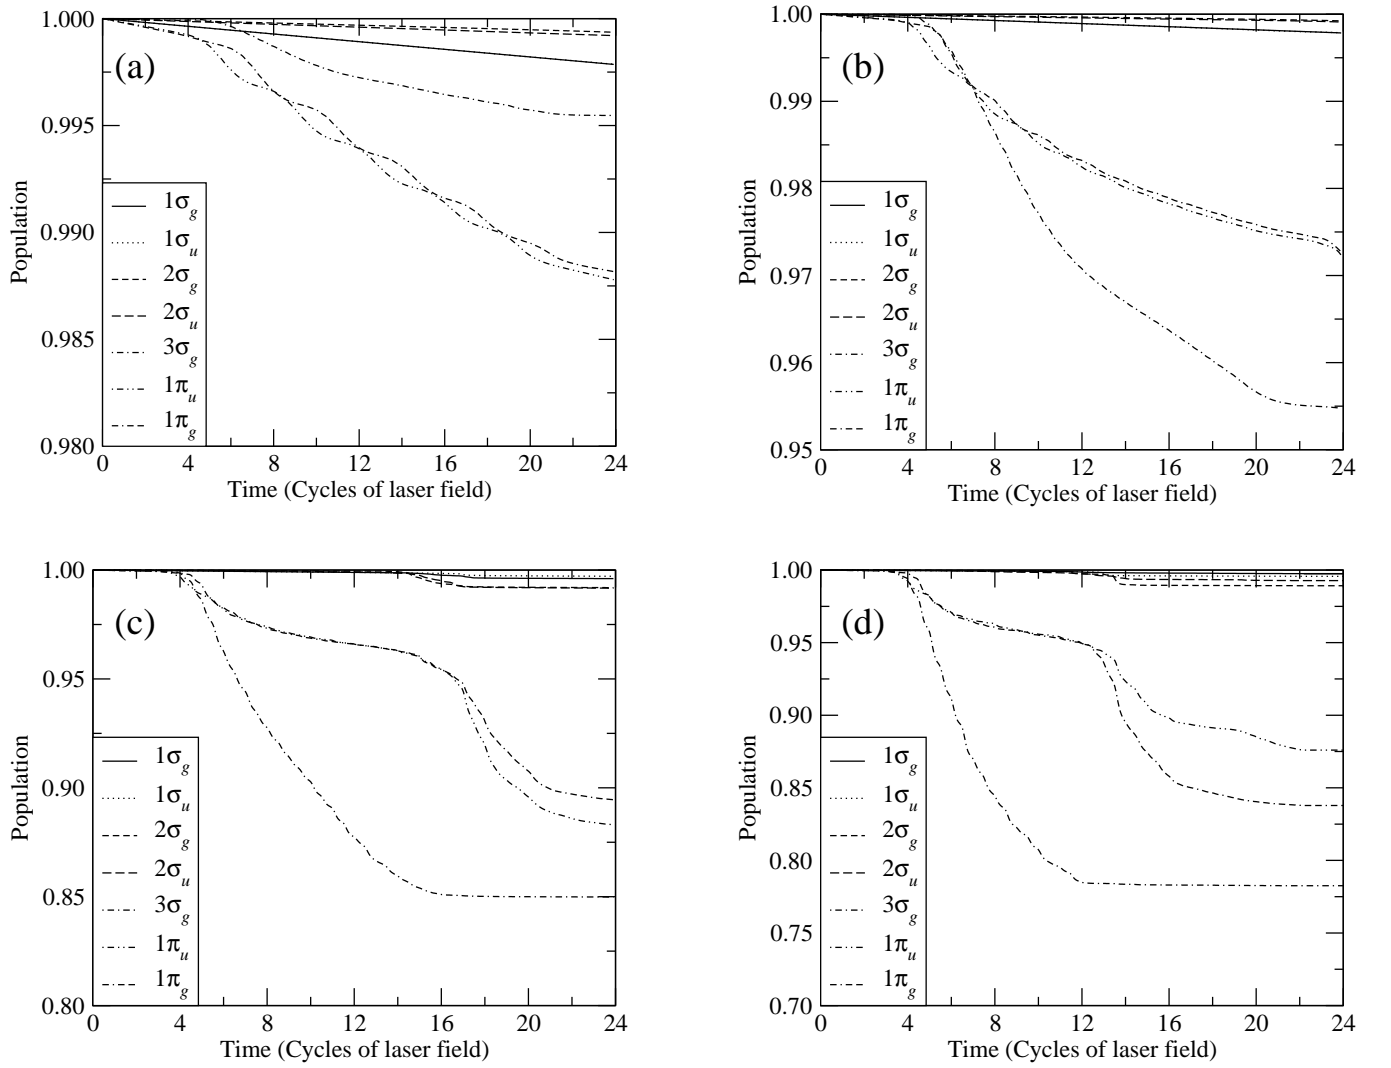 (a)
1.000
0.995
0.990
0.985
0.980
Population
1σg
1σu
2σg
2σu
3σg
1πu
1πg
0 4 8 12 16 20 24
Time (Cycles of laser field)
(b)
1.00
0.99
0.98
0.97
0.96
0.95
Population
1σg
1σu
2σg
2σu
3σg
1πu
1πg
0 4 8 12 16 20 24
Time (Cycles of laser field)
(c)
1.00
0.95
0.90
0.85
0.80
Population
1σg
1σu
2σg
2σu
3σg
1πu
1πg
0 4 8 12 16 20 24
Time (Cycles of laser field)
(d)
1.00
0.95
0.90
0.85
0.80
0.75
0.70
Population
1σg
1σu
2σg
2σu
3σg
1πu
1πg
0 4 8 12 16 20 24
Time (Cycles of laser field)